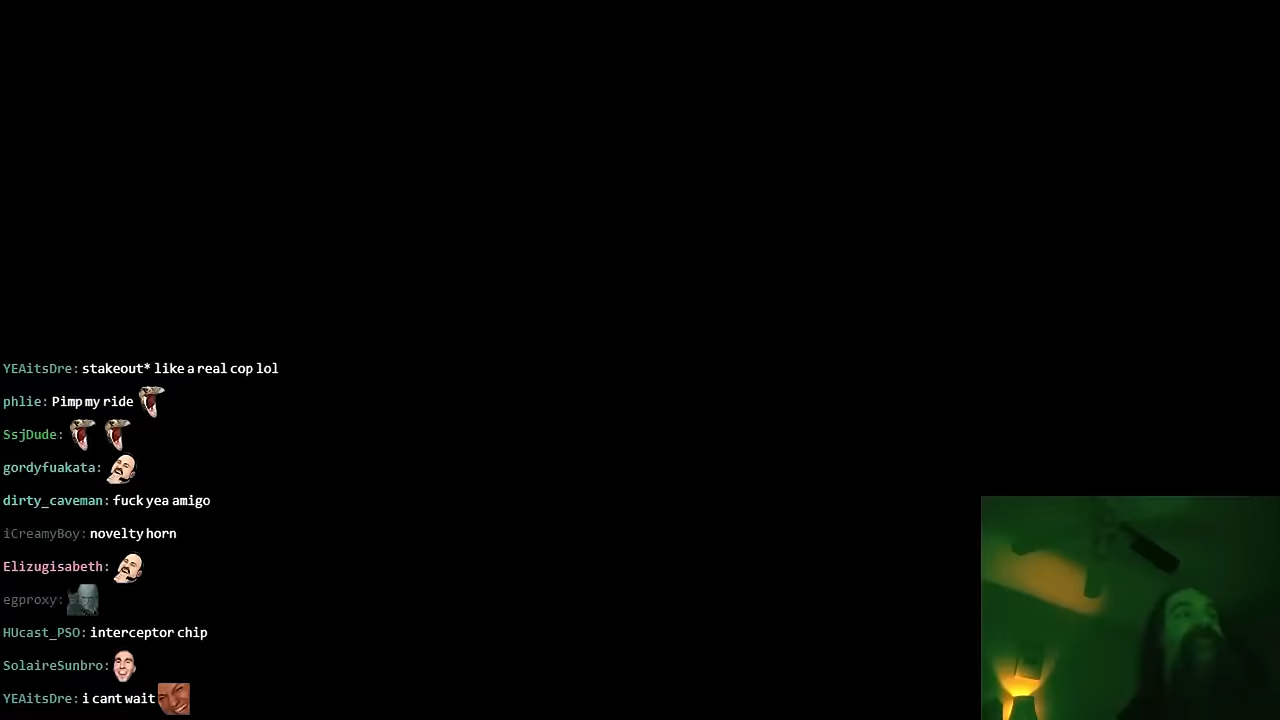 YEAitsDre: stakeout* like a real cop lol
phlie: Pimp my ride
SsjDude:
gordyfuakata:
dirty_caveman: fuck yea amigo
iCreamyBoy: novelty horn
Elizugisabeth:
egproxy:
HUcast_PSO: interceptor chip
SolaireSunbro:
YEAitsDre: i cant wait